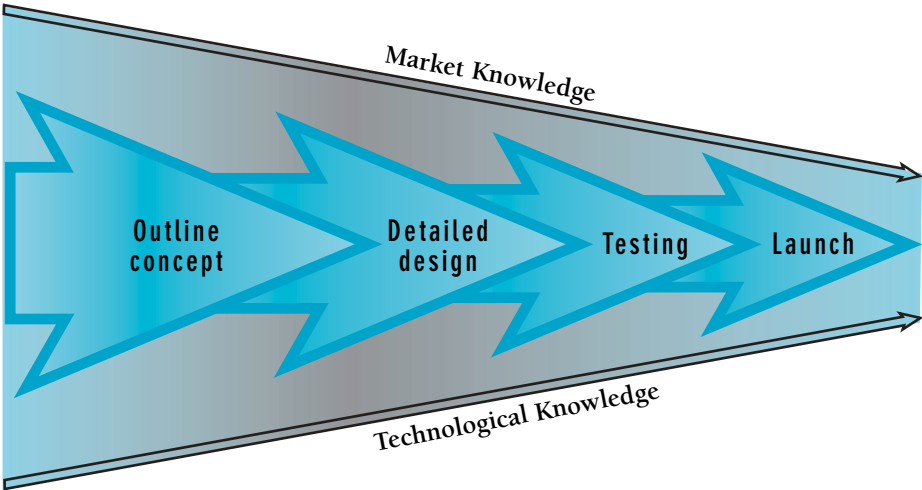 Market Knowledge
Outline
concept
Detailed
design
Testing
Launch
Technological Knowledge